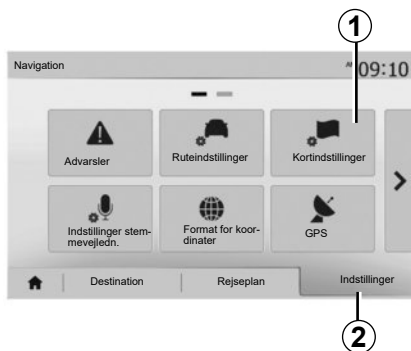 1
Navigation
09:10
Advarsler
Ruteindstillinger
Kortindstillinger
Indstillinger stem-
mevejledn.
Format for koor-
dinater
GPS
Destination
Rejseplan
Indstillinger
2